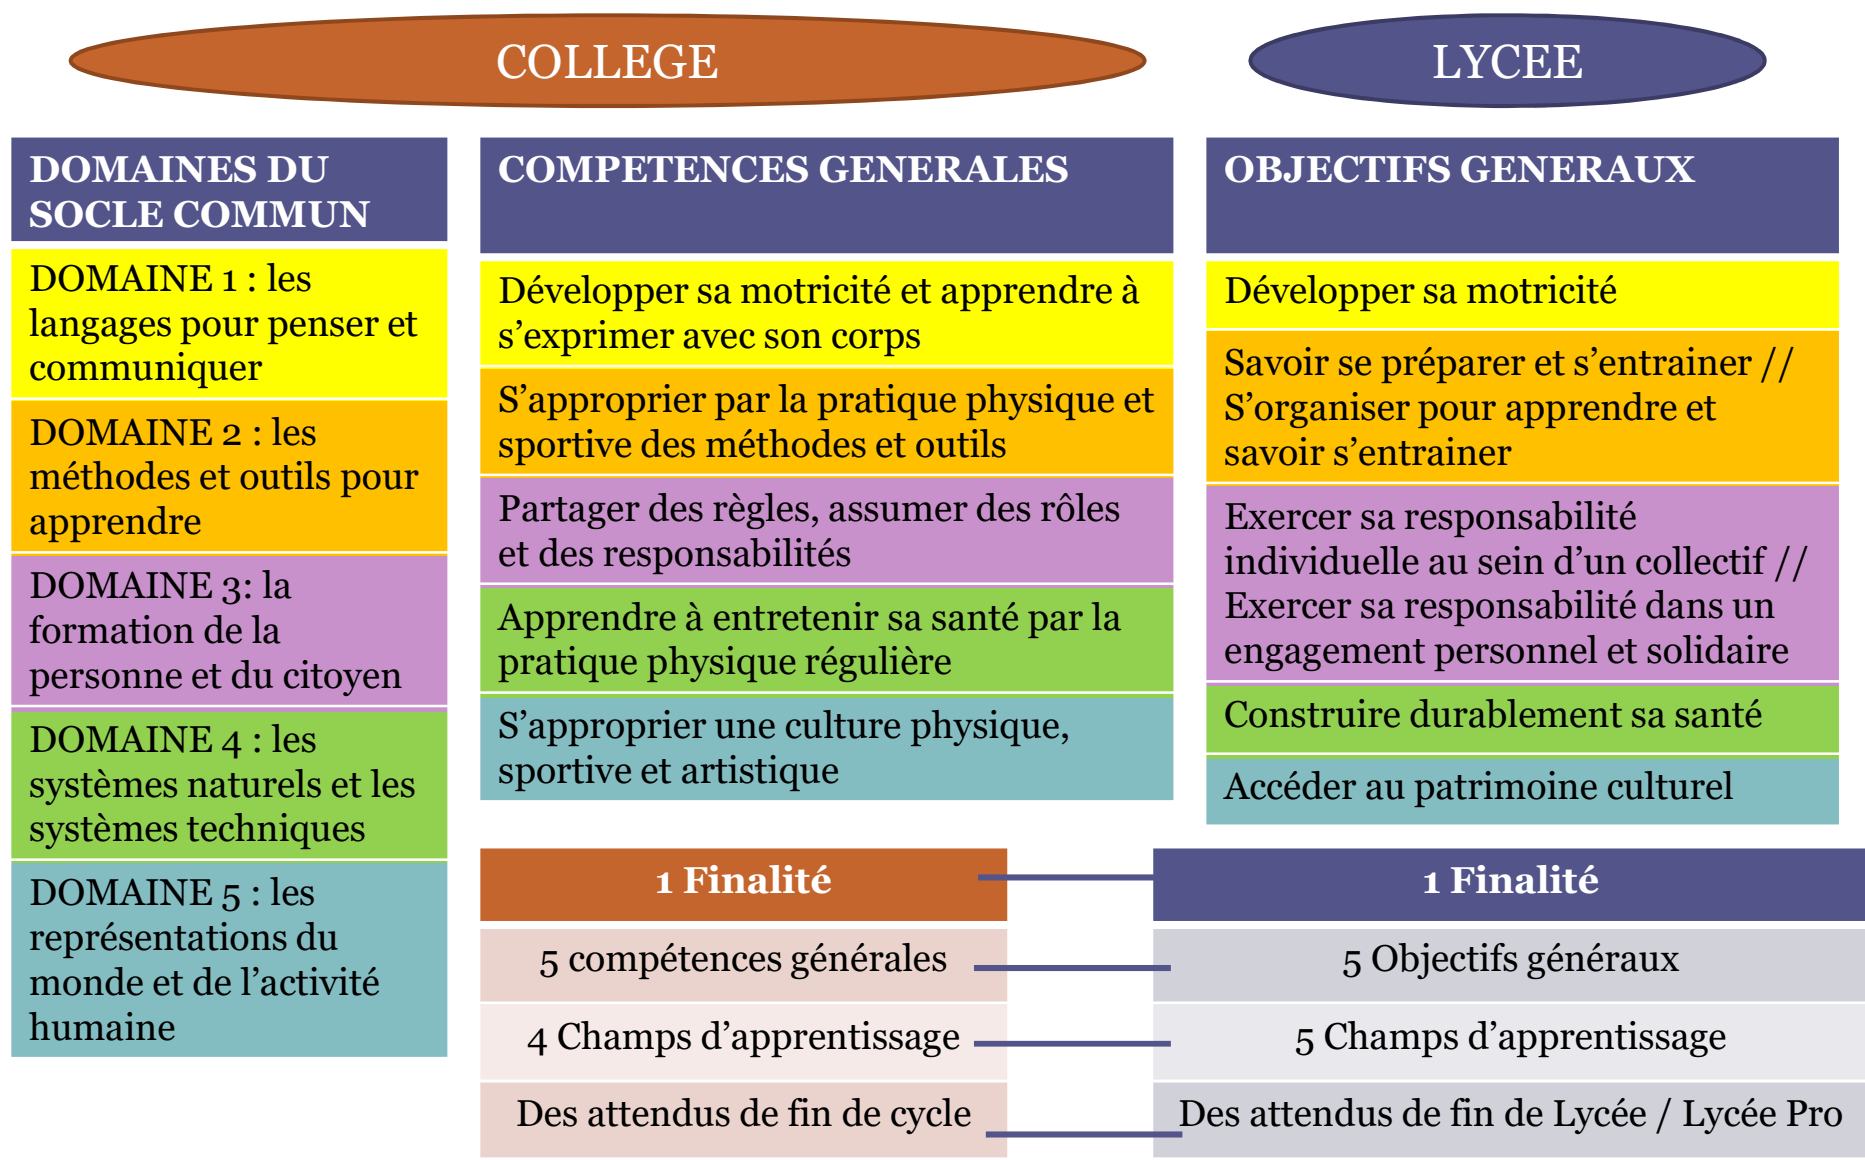 COLLEGE
LYCEE
DOMAINES DU
SOCLE COMMUN
DOMAINE 1 : les
langages pour penser et
communiquer
DOMAINE 2 : les
méthodes et outils pour
apprendre
DOMAINE 3: la
formation de la
personne et du citoyen
DOMAINE 4 : les
systèmes naturels et les
systèmes techniques
DOMAINE 5 : les
représentations du
monde et de l’activité
humaine
COMPETENCES GENERALES
Développer sa motricité et apprendre à
s’exprimer avec son corps
S’approprier par la pratique physique et
sportive des méthodes et outils
Partager des règles, assumer des rôles
et des responsabilités
Apprendre à entretenir sa santé par la
pratique physique régulière
S’approprier une culture physique,
sportive et artistique
OBJECTIFS GENERAUX
Développer sa motricité
Savoir se préparer et s’entrainer //
S’organiser pour apprendre et
savoir s’entrainer
Exercer sa responsabilité
individuelle au sein d’un collectif //
Exercer sa responsabilité dans un
engagement personnel et solidaire
Construire durablement sa santé
Accéder au patrimoine culturel
1 Finalité
5 compétences générales
4 Champs d’apprentissage
Des attendus de fin de cycle
1 Finalité
5 Objectifs généraux
5 Champs d’apprentissage
Des attendus de fin de Lycée / Lycée Pro